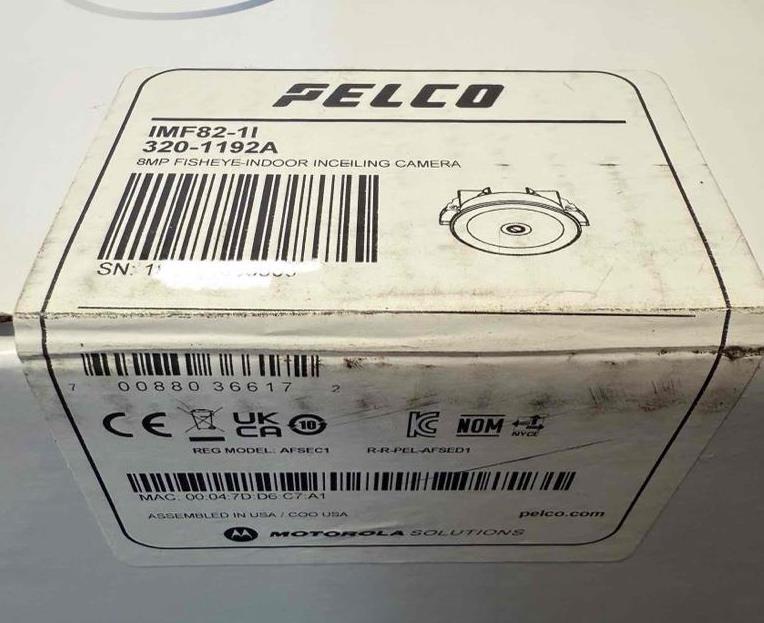 PELCO
IMF82-1I
320-1192A
8MP FISHEYE-INDOOR INCEILING CAMERA
SN:
7 00880 36617 2
CE UK CA 10 KC NOM NYCE
REG MODEL: AFSEC1 R-R-PEL-AFSED1
MAC: 00:04:7D:D6:C7:A1
ASSEMBLED IN USA / COO USA pelco.com
MOTOROLA SOLUTIONS